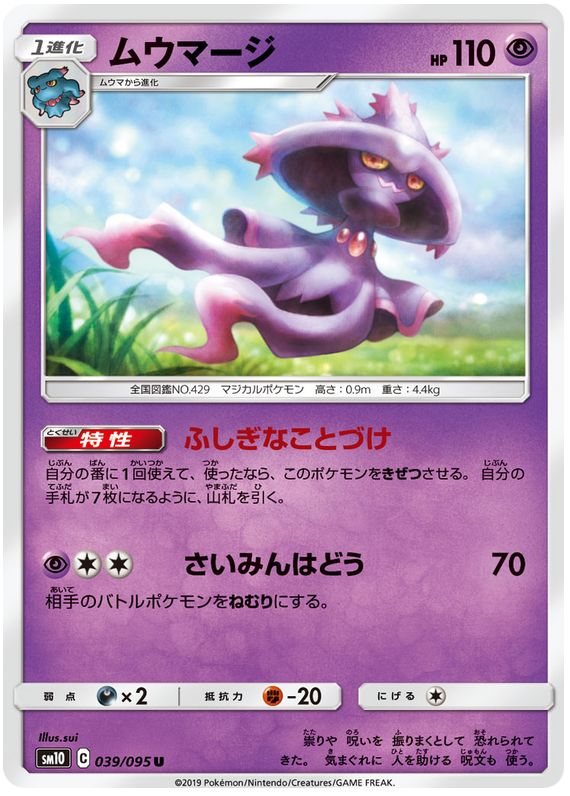 1進化 ムウマージ HP 110
ムウマから進化
全国図鑑NO.429 マジカルポケモン 高さ：0.9m 重さ：4.4kg
とくせい 特性 ふしぎなことづけ
自分の番に1回使えて、使ったなら、このポケモンをきぜつさせる。自分の
手札が7枚になるように、山札を引く。
さいみんはどう 70
相手のバトルポケモンをねむりにする。
弱点 ×2 抵抗力 -20 にげる
Illus.sui
sm10 C 039/095 U
祟りや 呪いを 振りまくとして 恐れられて
きた。 気まぐれに 人を助ける 呪文も 使う。
©2019 Pokémon/Nintendo/Creatures/GAME FREAK.